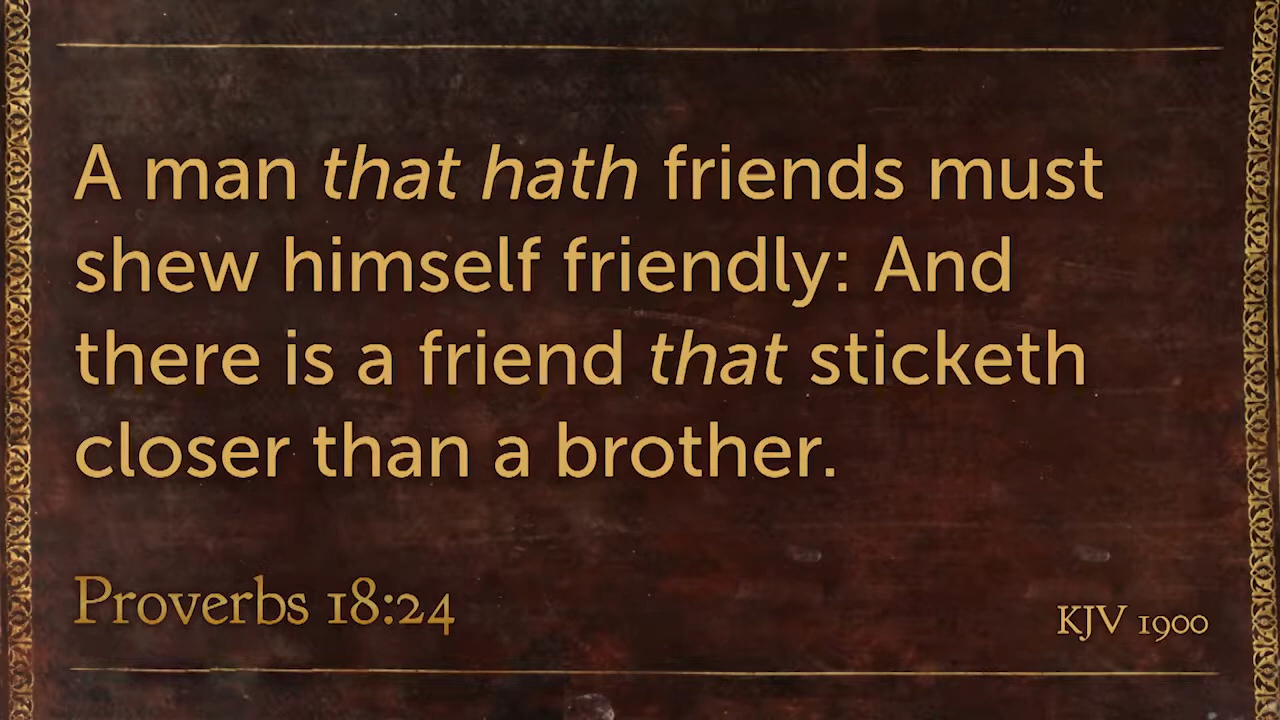 A man that hath friends must
shew himself friendly: And
there is a friend that sticketh
closer than a brother.
Proverbs 18:24
KJV 1900